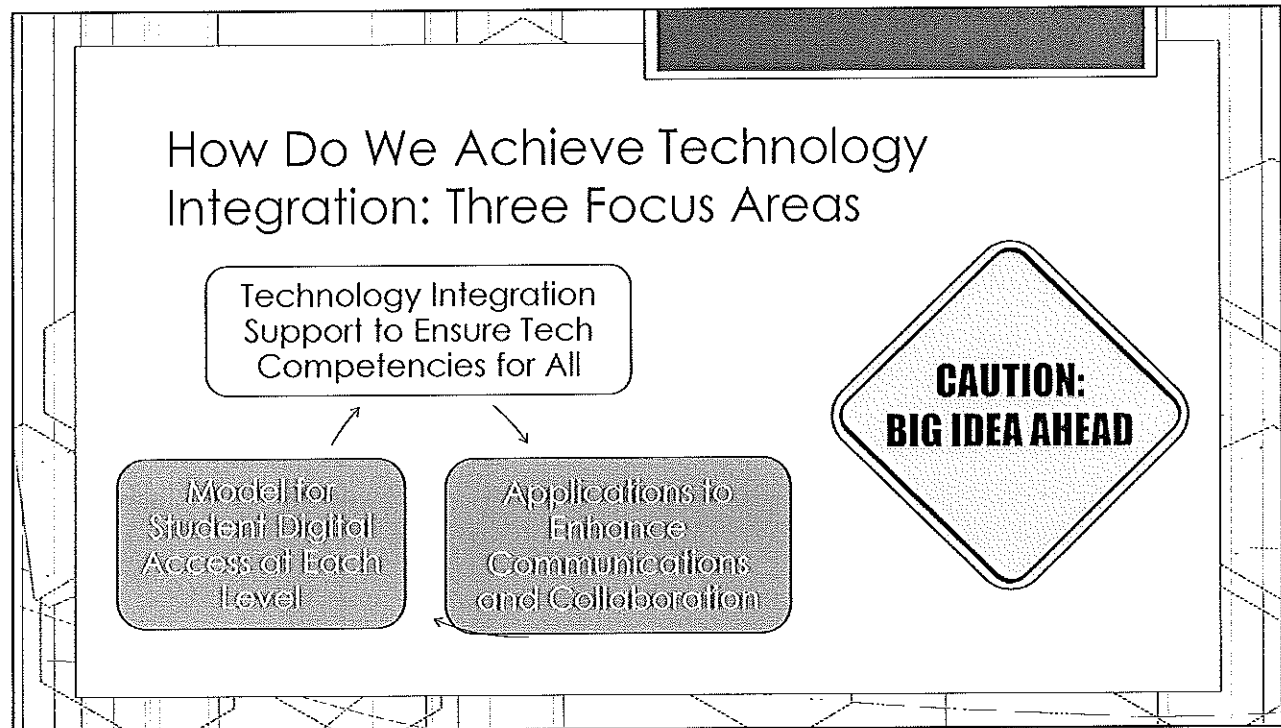 How Do We Achieve Technology
Integration: Three Focus Areas
Technology Integration
Support to Ensure Tech
Competencies for All
Model for
Student Digital
Access at Each
Level
Applications to
Enhance
Communications
and Collaboration
CAUTION:
BIG IDEA AHEAD